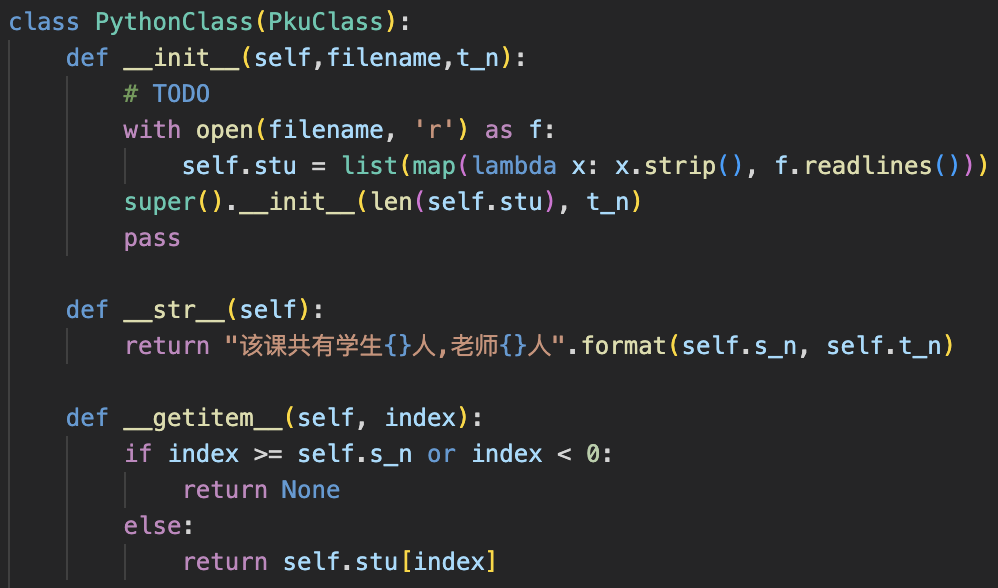 class PythonClass(PkuClass):
    def __init__(self,filename,t_n):
        # TODO
        with open(filename, 'r') as f:
            self.stu = list(map(lambda x: x.strip(), f.readlines()))
        super().__init__(len(self.stu), t_n)
        pass

    def __str__(self):
        return "该课共有学生{}人,老师{}人".format(self.s_n, self.t_n)

    def __getitem__(self, index):
        if index >= self.s_n or index < 0:
            return None
        else:
            return self.stu[index]